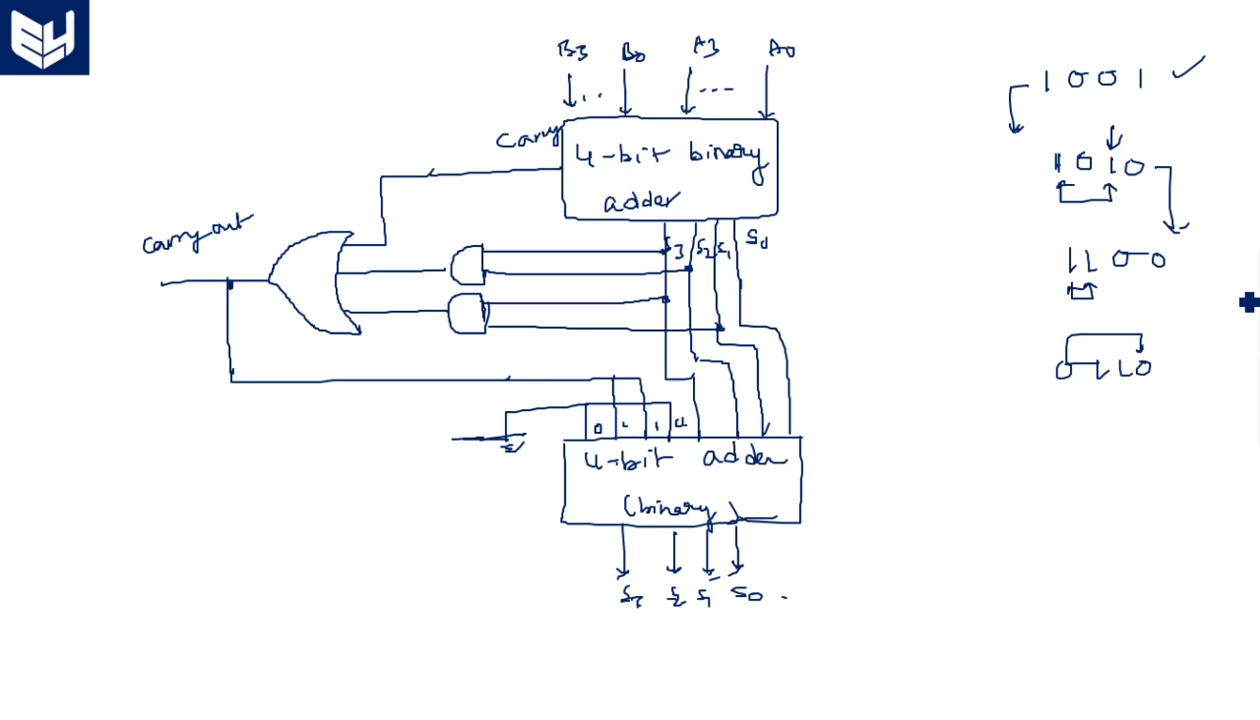 B3 B0 A3 A0
1 0 0 1
Carry
4-bit binary
adder
1 0 1 0
Carry out
S3 S2 S1 S0
1 1 0 0
0 1 1 0
0 1 1 0
4-bit adder
(binary)
S3 S2 S1 S0